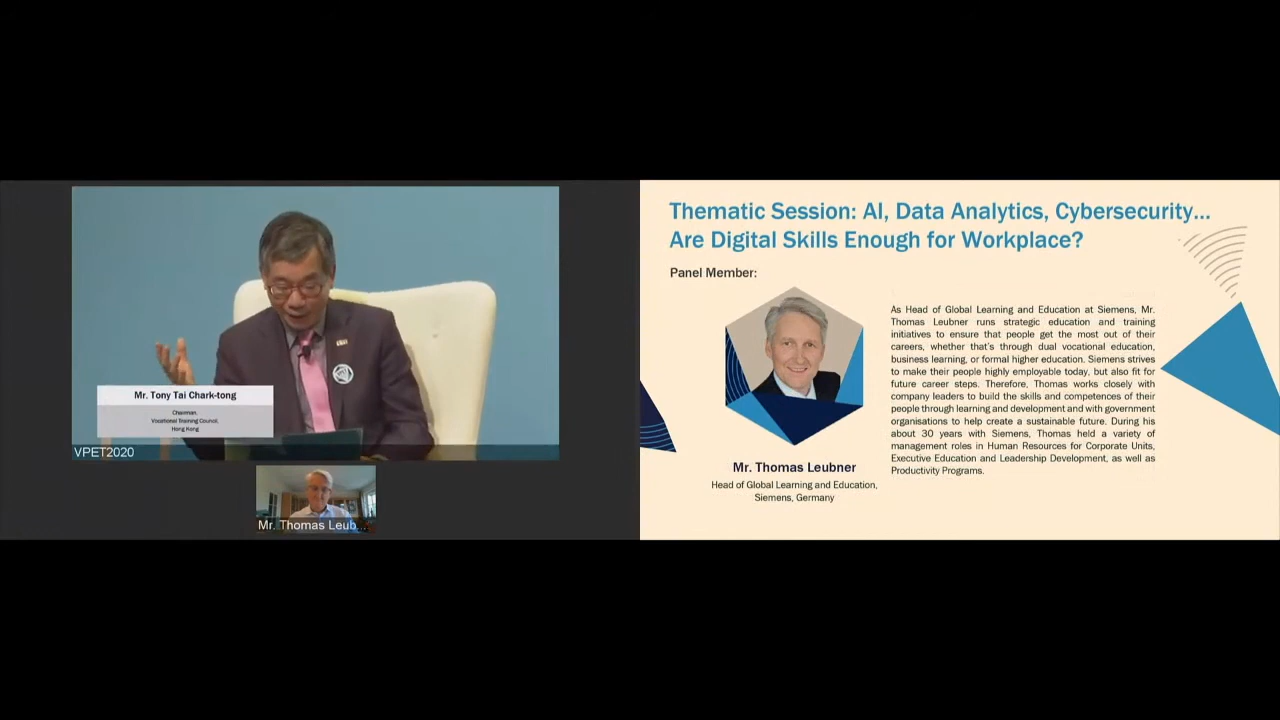 Mr. Tony Tai Chark-tong
Chairman,
Vocational Training Council,
Hong Kong
VPET2020
Mr. Thomas Leub...
Thematic Session: AI, Data Analytics, Cybersecurity...
Are Digital Skills Enough for Workplace?
Panel Member:
Mr. Thomas Leubner
Head of Global Learning and Education,
Siemens, Germany
As Head of Global Learning and Education at Siemens, Mr.
Thomas Leubner runs strategic education and training
initiatives to ensure that people get the most out of their
careers, whether that's through dual vocational education,
business learning, or formal higher education. Siemens strives
to make their people highly employable today, but also fit for
future career steps. Therefore, Thomas works closely with
company leaders to build the skills and competences of their
people through learning and development and with government
organisations to help create a sustainable future. During his
about 30 years with Siemens, Thomas held a variety of
management roles in Human Resources for Corporate Units,
Executive Education and Leadership Development, as well as
Productivity Programs.